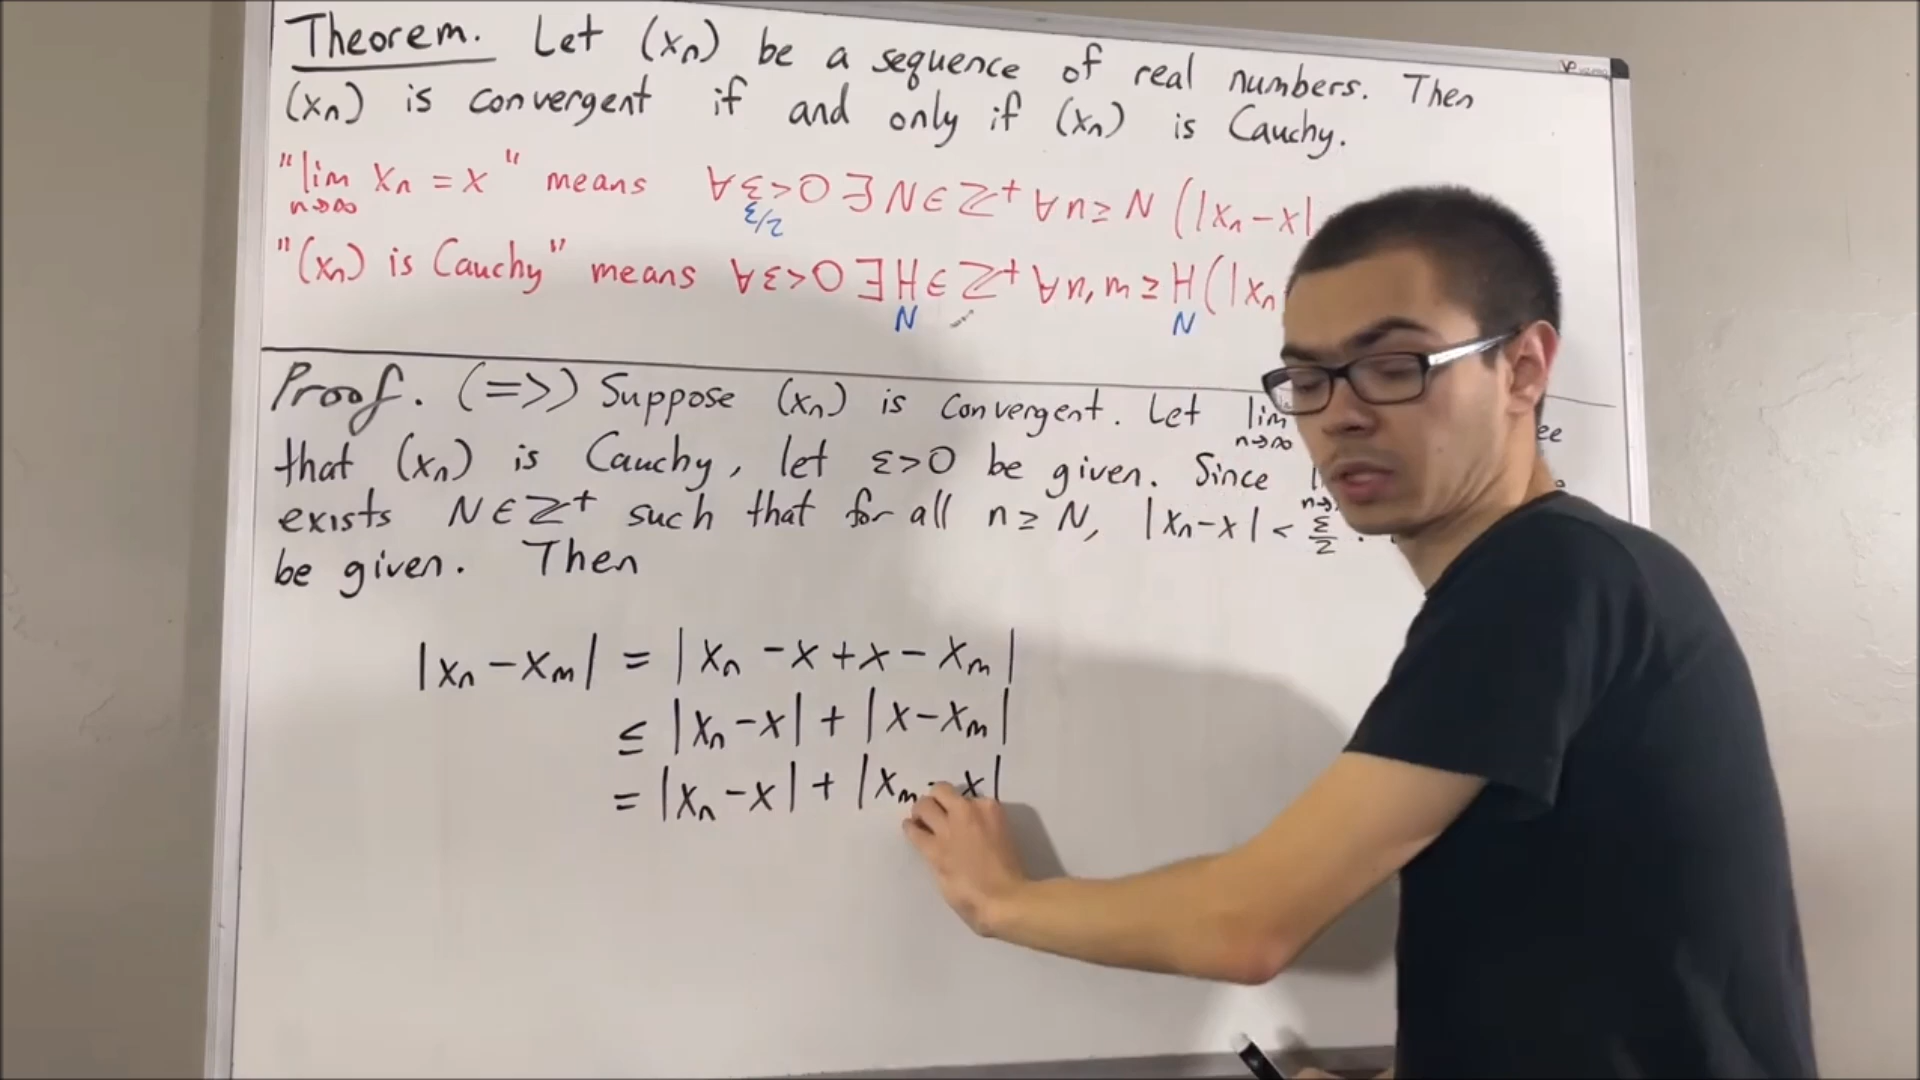 Theorem. Let (xₙ) be a sequence of real numbers. Then
(xₙ) is convergent if and only if (xₙ) is Cauchy.
"lim xₙ = x" means ∀ε>0 ∃N∈ℤ⁺ ∀n≥N (|xₙ-x|
n→∞
ε/2
"(xₙ) is Cauchy" means ∀ε>0 ∃H∈ℤ⁺ ∀n,m≥H(|xₙ
N N
Proof. (=>) Suppose (xₙ) is convergent. Let lim
n→∞
that (xₙ) is Cauchy, let ε>0 be given. Since
exists N∈ℤ⁺ such that for all n≥N, |xₙ-x| < ε/2.
be given. Then
|xₙ-xₘ| = |xₙ-x+x-xₘ|
≤ |xₙ-x|+|x-xₘ|
= |xₙ-x|+|xₘ-x|